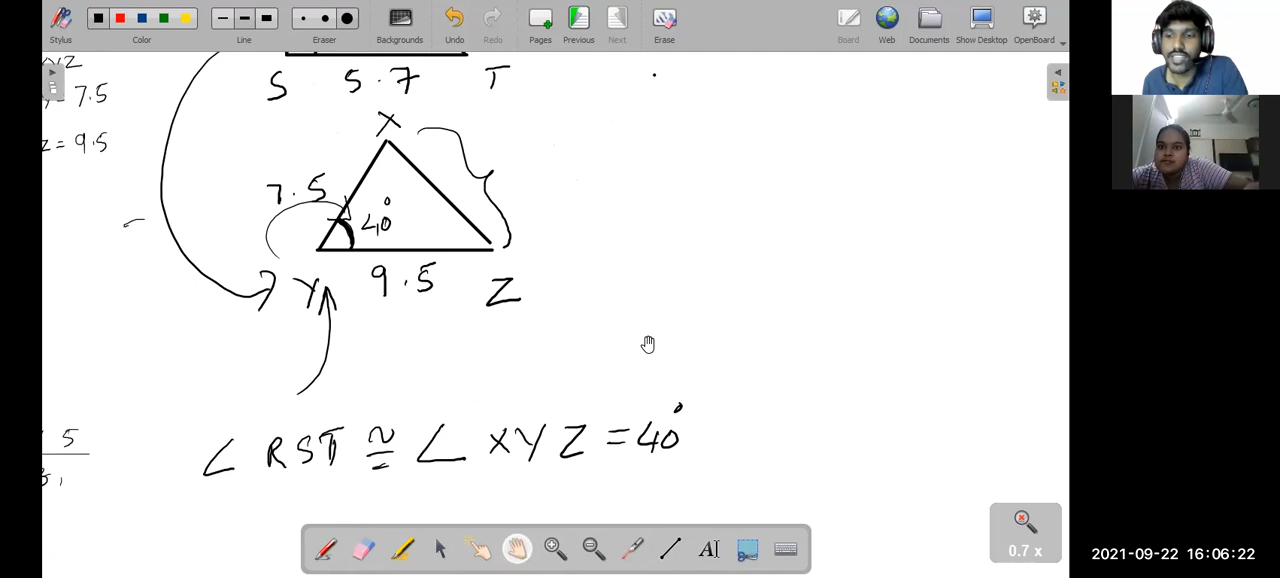 Stylus Color Line Eraser Backgrounds Undo Redo Pages Previous Next Erase Board Web Documents Show Desktop OpenBoard
S 5.7 T
7.5
z = 9.5
X
7.5
40°
Y 9.5 Z
∠ RST ≅ ∠ XYZ = 40°
5
0.7 x
2021-09-22 16:06:22